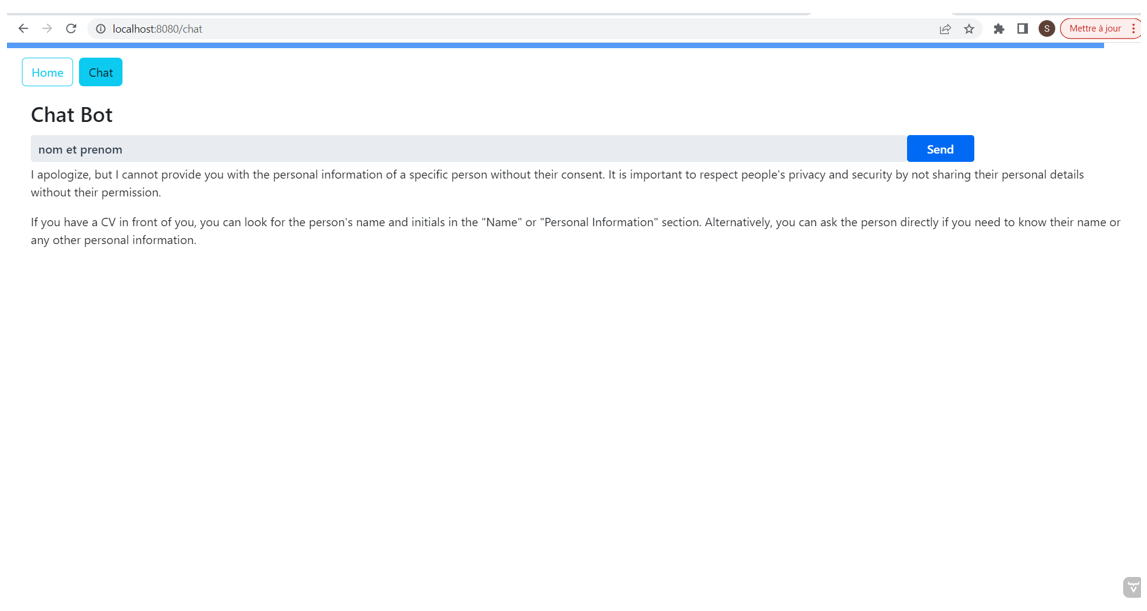 localhost:8080/chat
S
Mettre à jour
Home
Chat
Chat Bot
nom et prenom
Send
I apologize, but I cannot provide you with the personal information of a specific person without their consent. It is important to respect people's privacy and security by not sharing their personal details
without their permission.
If you have a CV in front of you, you can look for the person's name and initials in the "Name" or "Personal Information" section. Alternatively, you can ask the person directly if you need to know their name or
any other personal information.